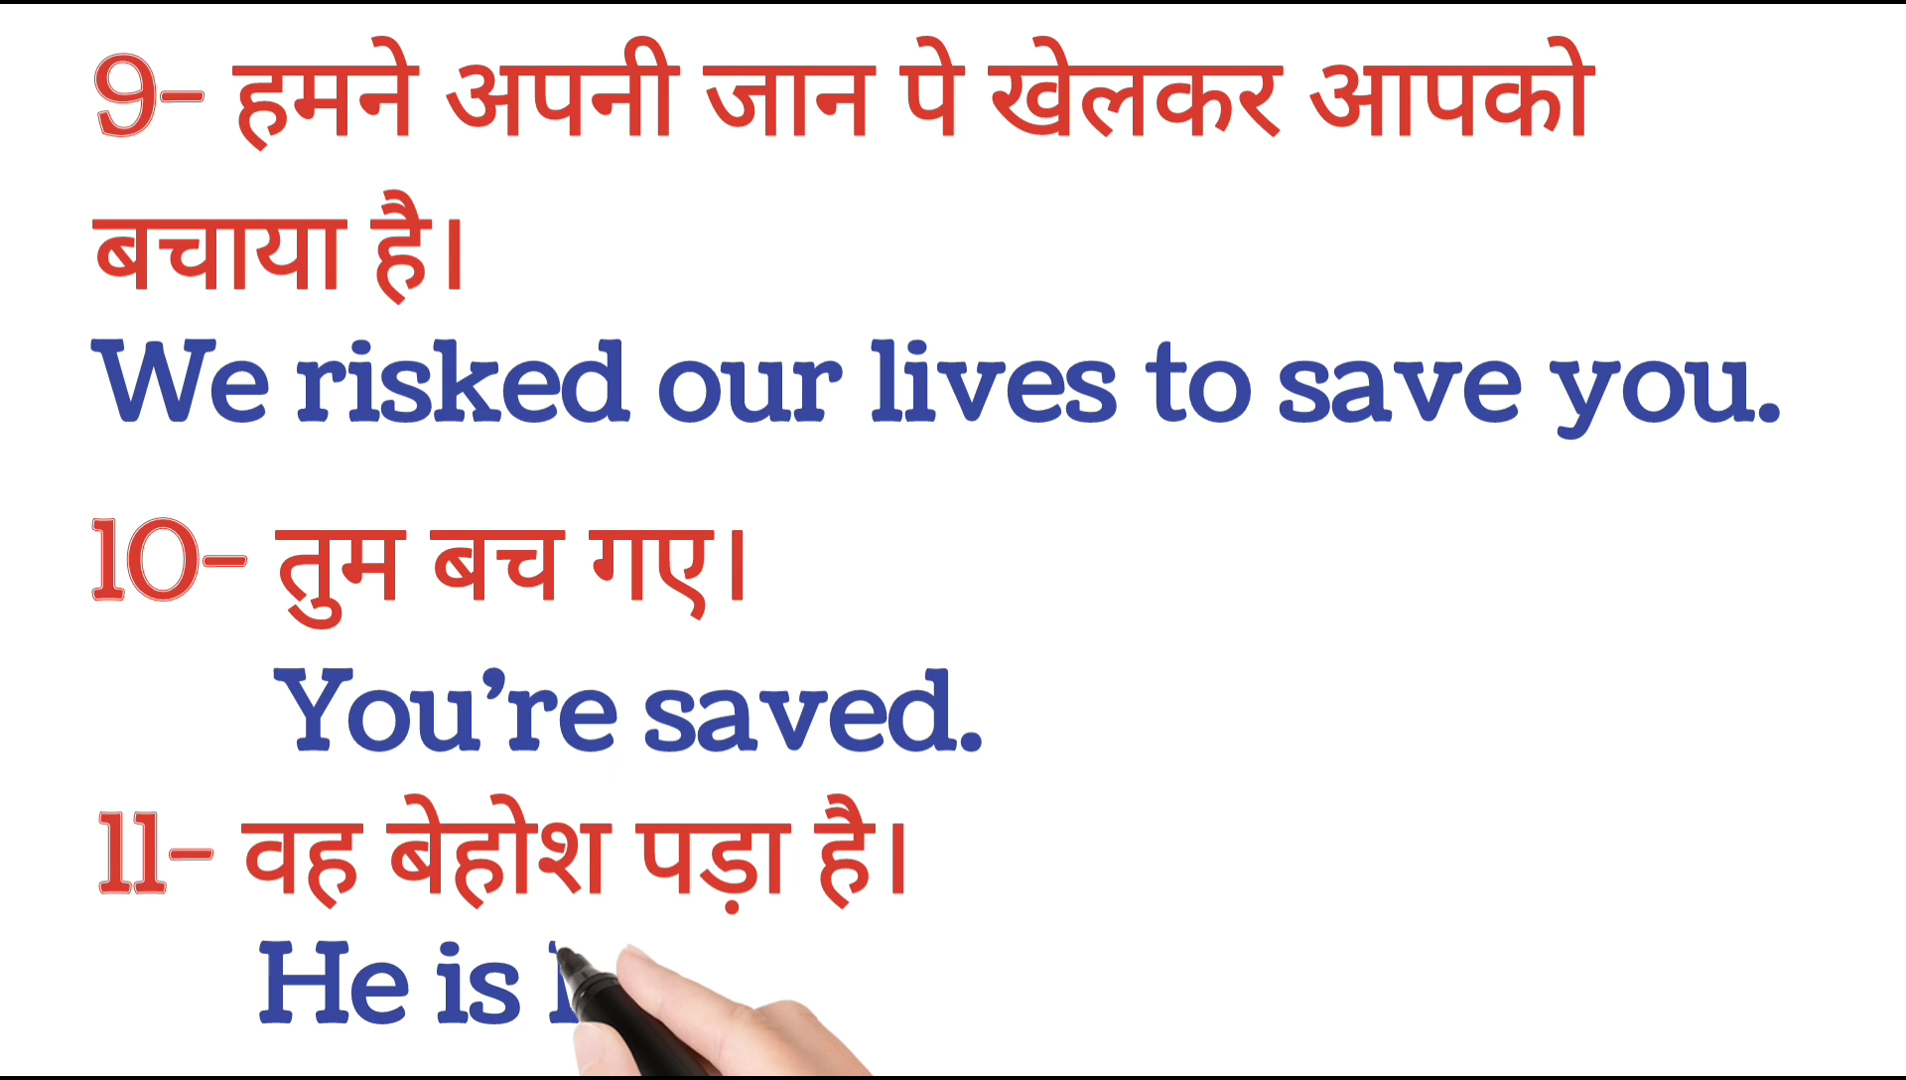 9- हमने अपनी जान पे खेलकर आपको
बचाया है।
We risked our lives to save you.
10- तुम बच गए।
You’re saved.
11- वह बेहोश पड़ा है।
He is